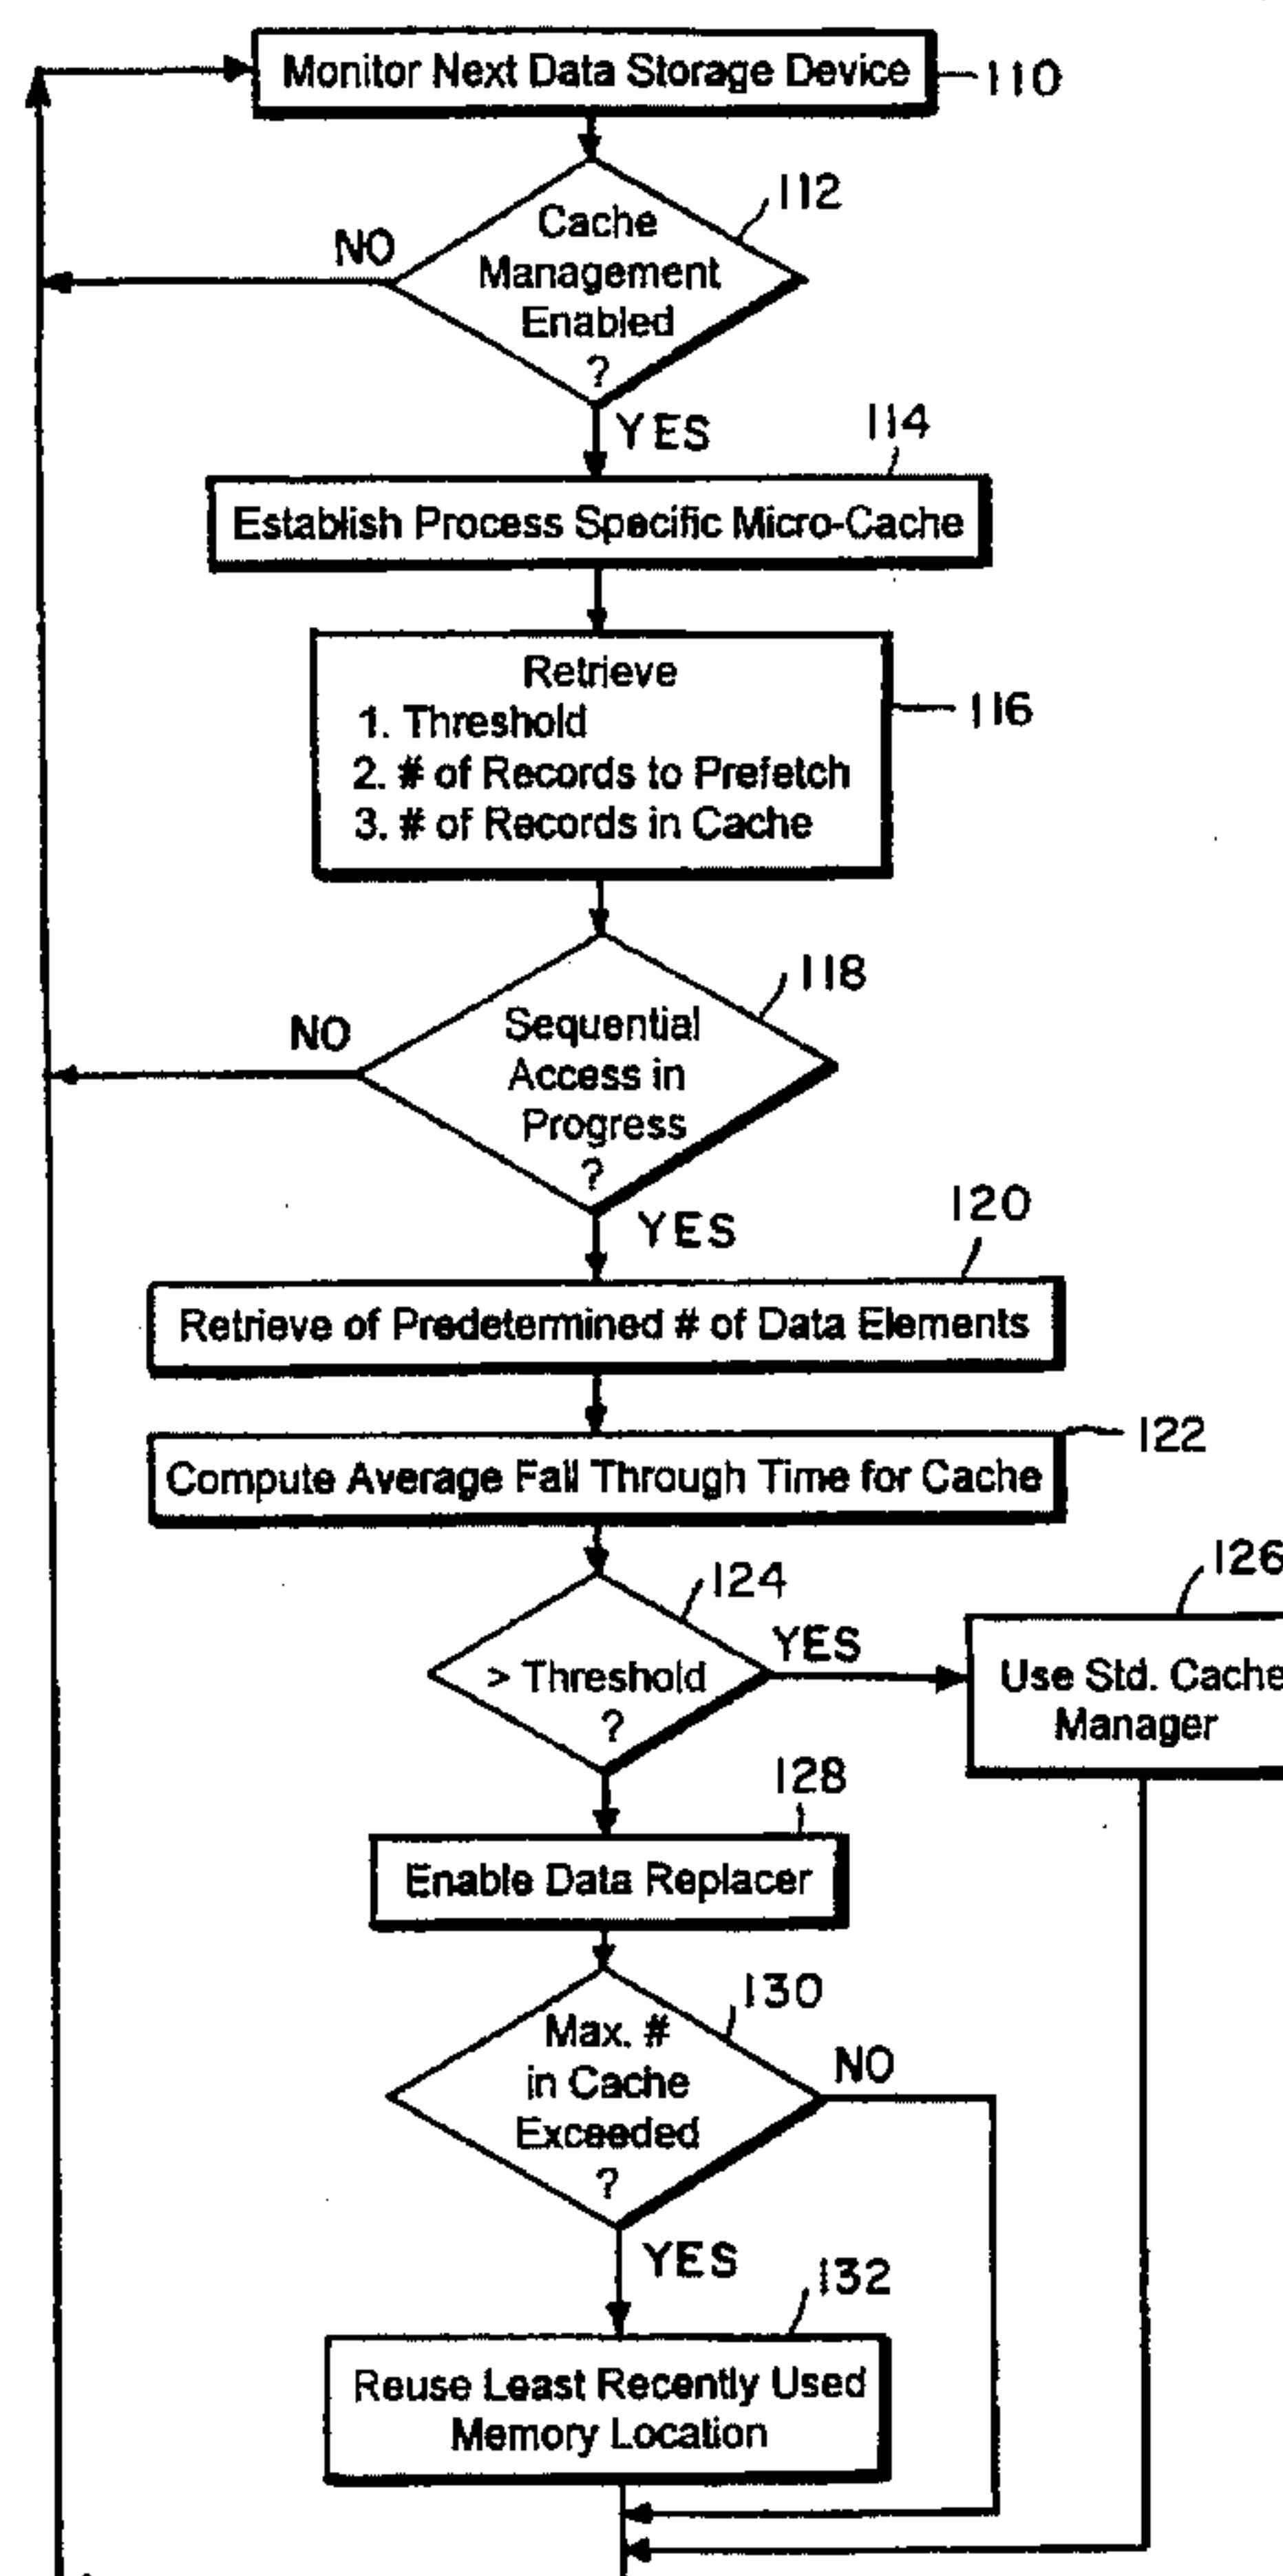 Monitor Next Data Storage Device
110
112
Cache
Management
Enabled
?
NO
YES
114
Establish Process Specific Micro-Cache
Retrieve
1. Threshold
2. # of Records to Prefetch
3. # of Records in Cache
116
118
Sequential
Access in
Progress
?
NO
YES
120
Retrieve of Predetermined # of Data Elements
122
Compute Average Fall Through Time for Cache
124
> Threshold
?
YES
126
Use Std. Cache
Manager
128
Enable Data Replacer
130
Max. #
in Cache
Exceeded
?
NO
YES
132
Reuse Least Recently Used
Memory Location